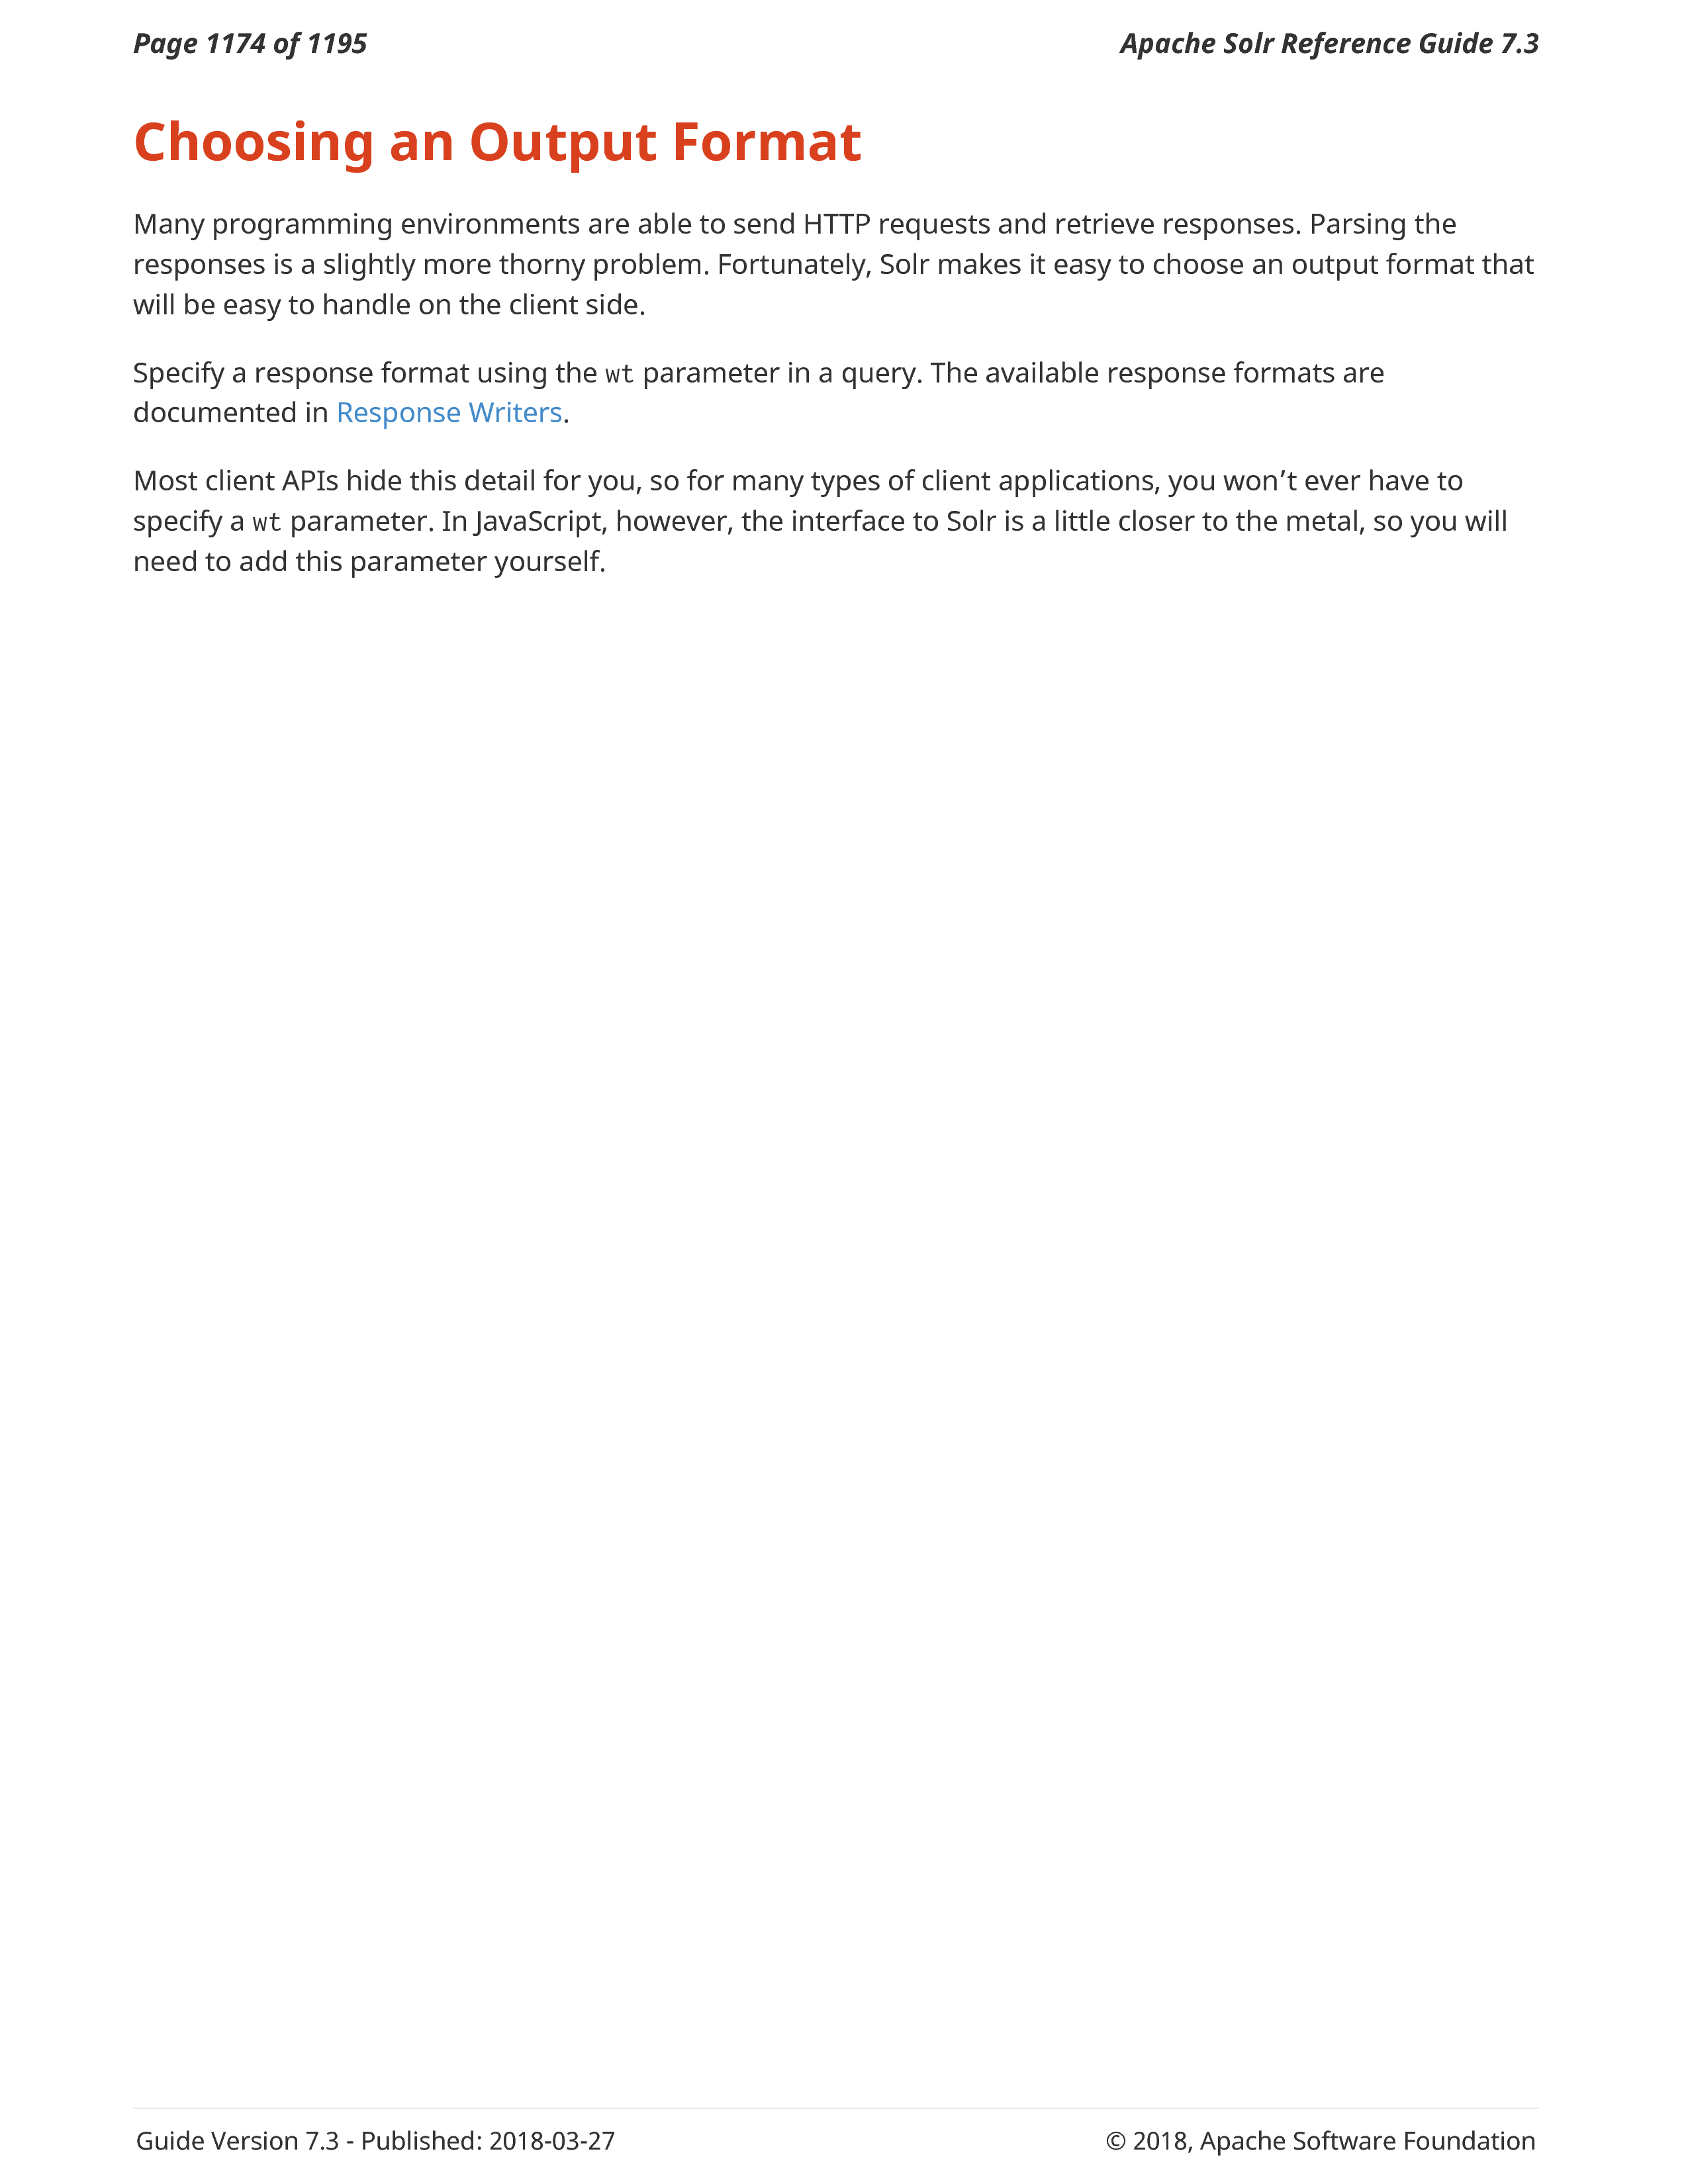 Page 1174 of 1195
Apache Solr Reference Guide 7.3
Choosing an Output Format
Many programming environments are able to send HTTP requests and retrieve responses. Parsing the
responses is a slightly more thorny problem. Fortunately, Solr makes it easy to choose an output format that
will be easy to handle on the client side.
Specify a response format using the wt parameter in a query. The available response formats are
documented in Response Writers.
Most client APIs hide this detail for you, so for many types of client applications, you won’t ever have to
specify a wt parameter. In JavaScript, however, the interface to Solr is a little closer to the metal, so you will
need to add this parameter yourself.
Guide Version 7.3 - Published: 2018-03-27
© 2018, Apache Software Foundation